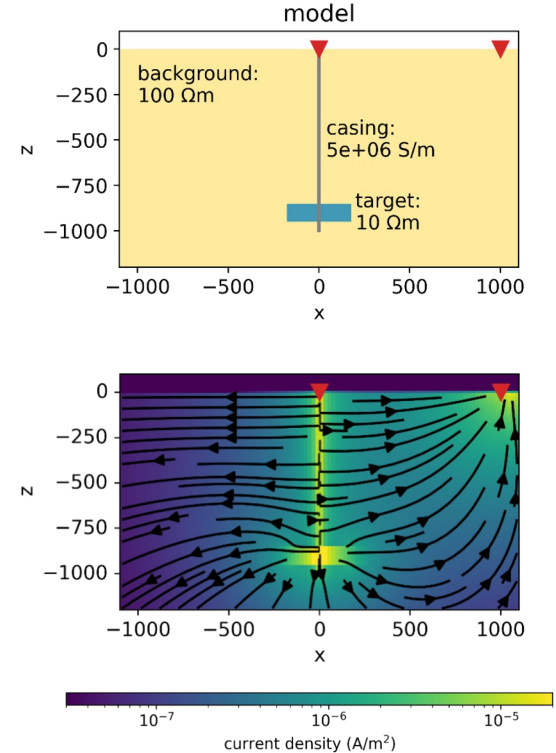 model
0
−250
−500
−750
−1000
z
background:
100 Ωm
casing:
5e+06 S/m
target:
10 Ωm
−1000 −500 0 500 1000
x
0
−250
−500
−750
−1000
z
−1000 −500 0 500 1000
x
10⁻⁷ 10⁻⁶ 10⁻⁵
current density (A/m²)